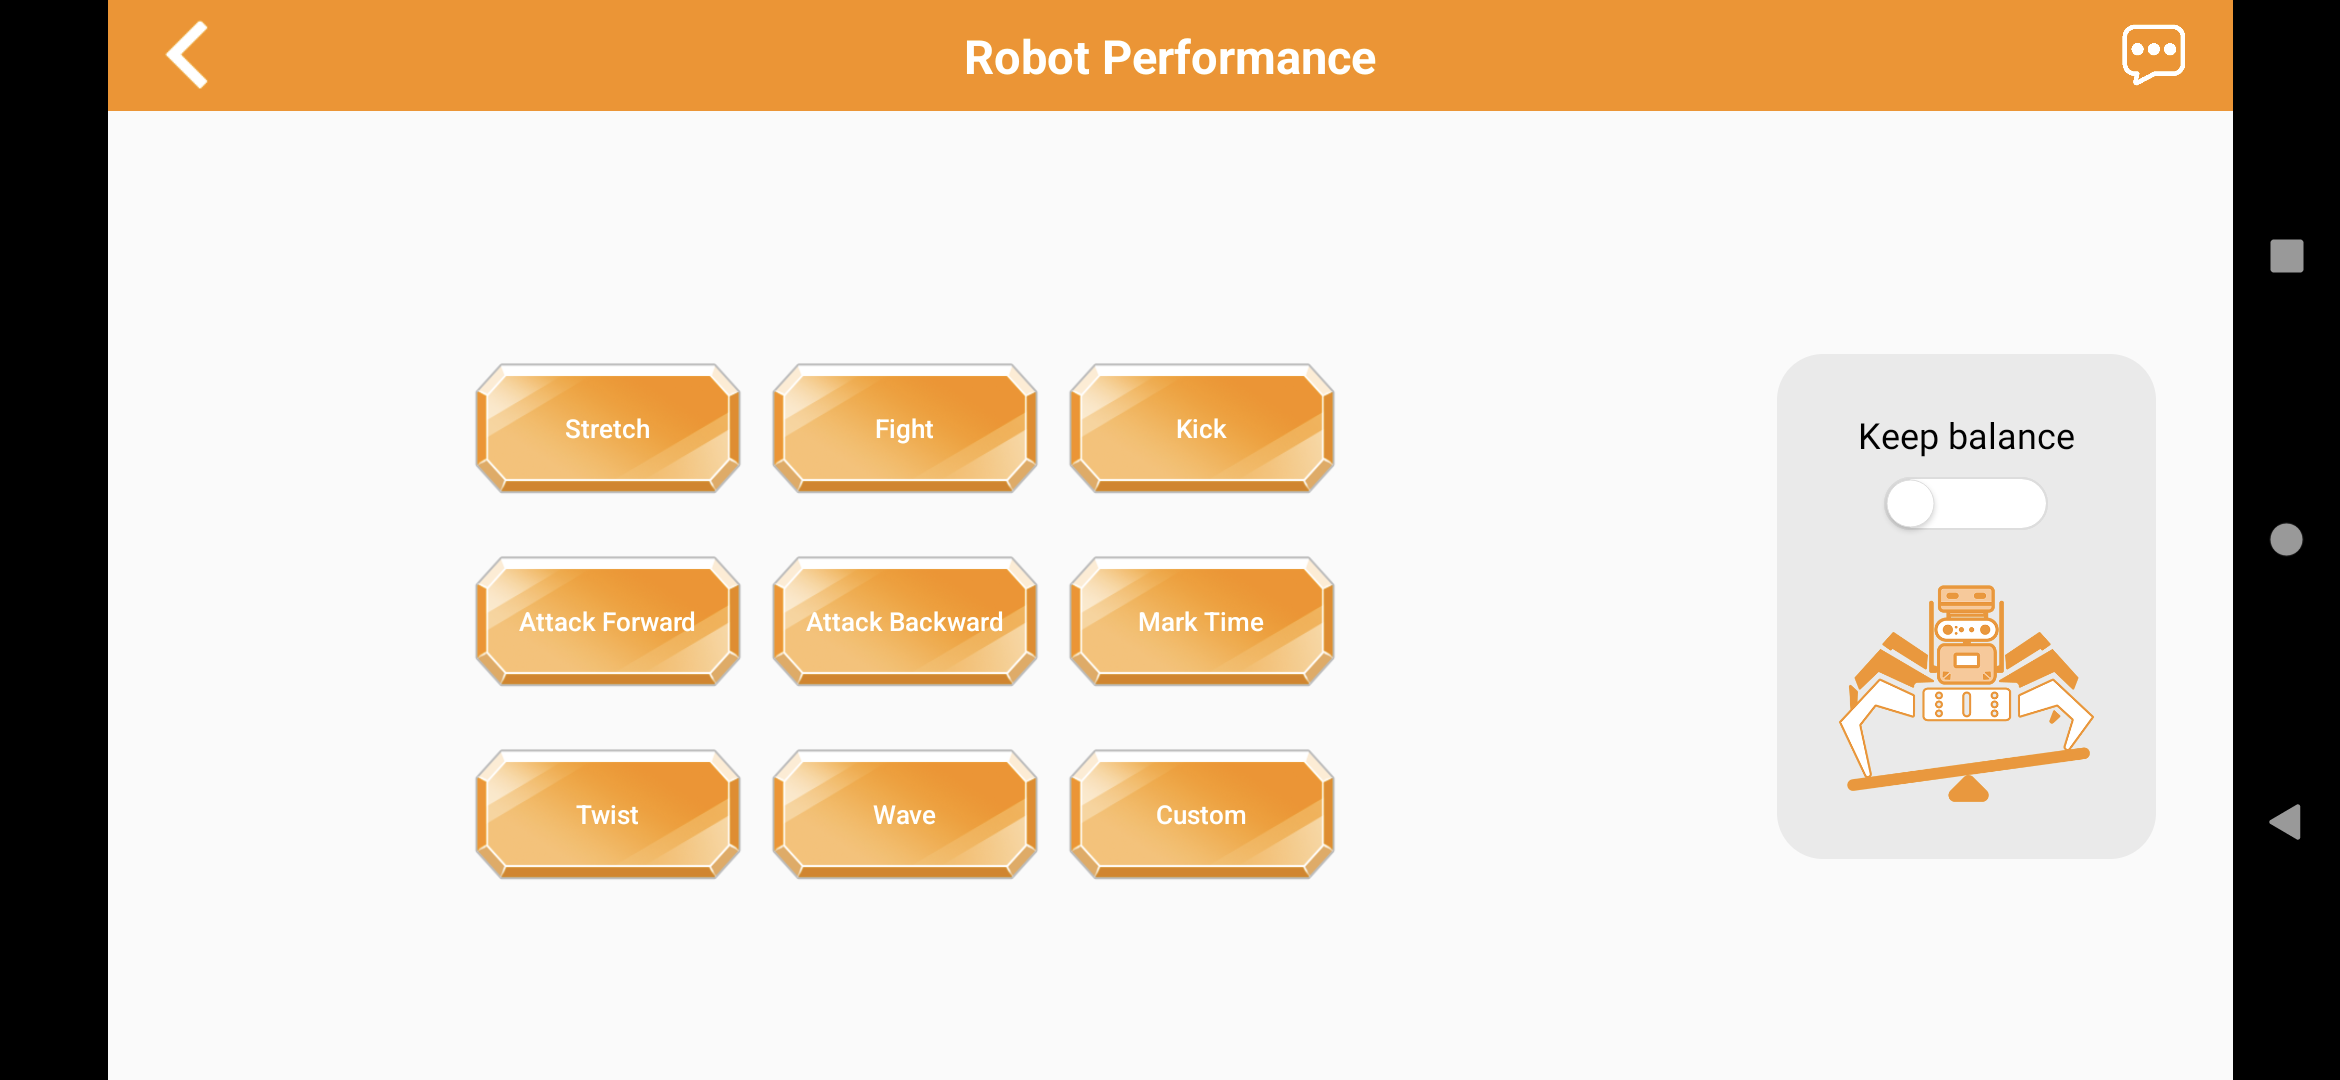 Robot Performance
Stretch
Fight
Kick
Keep balance
Attack Forward
Attack Backward
Mark Time
Twist
Wave
Custom